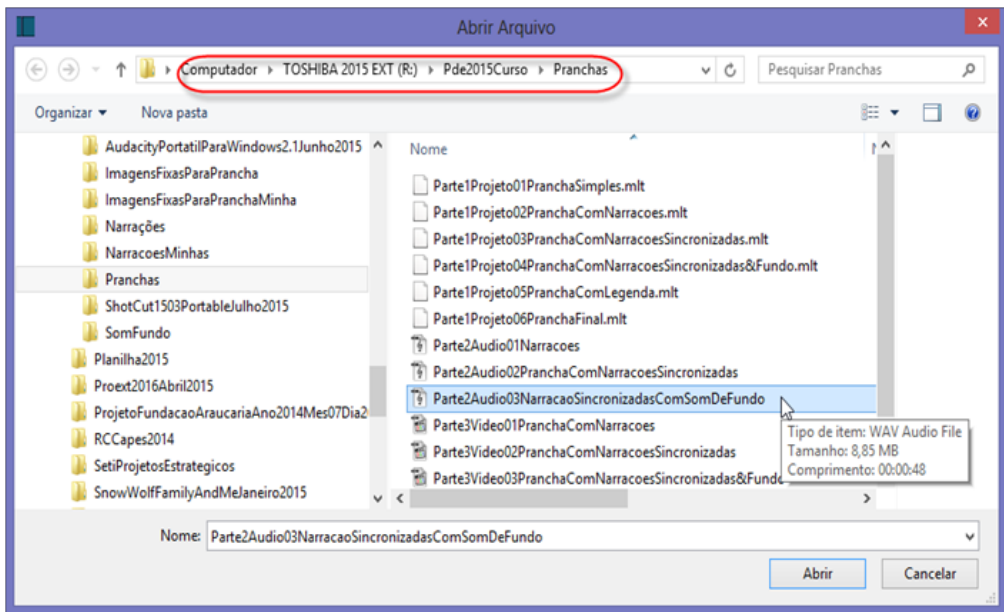 Abrir Arquivo
Computador ▸ TOSHIBA 2015 EXT (R:) ▸ Pde2015Curso ▸ Pranchas
Pesquisar Pranchas
Organizar
Nova pasta
AudacityPortatilParaWindows2.1Junho2015
ImagensFixasParaPrancha
ImagensFixasParaPranchaMinha
Narrações
NarracoesMinhas
Pranchas
ShotCut1503PortableJulho2015
SomFundo
Planilha2015
Proext2016Abril2015
ProjetoFundacaoAraucariaAno2014Mes07Dia2
RCCapes2014
SetiProjetosEstrategicos
SnowWolfFamilyAndMeJaneiro2015
Nome
Parte1Projeto01PranchaSimples.mlt
Parte1Projeto02PranchaComNarracoes.mlt
Parte1Projeto03PranchaComNarracoesSincronizadas.mlt
Parte1Projeto04PranchaComNarracoesSincronizadas&Fundo.mlt
Parte1Projeto05PranchaComLegenda.mlt
Parte1Projeto06PranchaFinal.mlt
Parte2Audio01Narracoes
Parte2Audio02PranchaComNarracoesSincronizadas
Parte2Audio03NarracaoSincronizadasComSomDeFundo
Parte3Video01PranchaComNarracoes
Parte3Video02PranchaComNarracoesSincronizadas
Parte3Video03PranchaComNarracoesSincronizadas&Fundo
Tipo de item: WAV Audio File
Tamanho: 8,85 MB
Comprimento: 00:00:48
Nome: Parte2Audio03NarracaoSincronizadasComSomDeFundo
Abrir
Cancelar